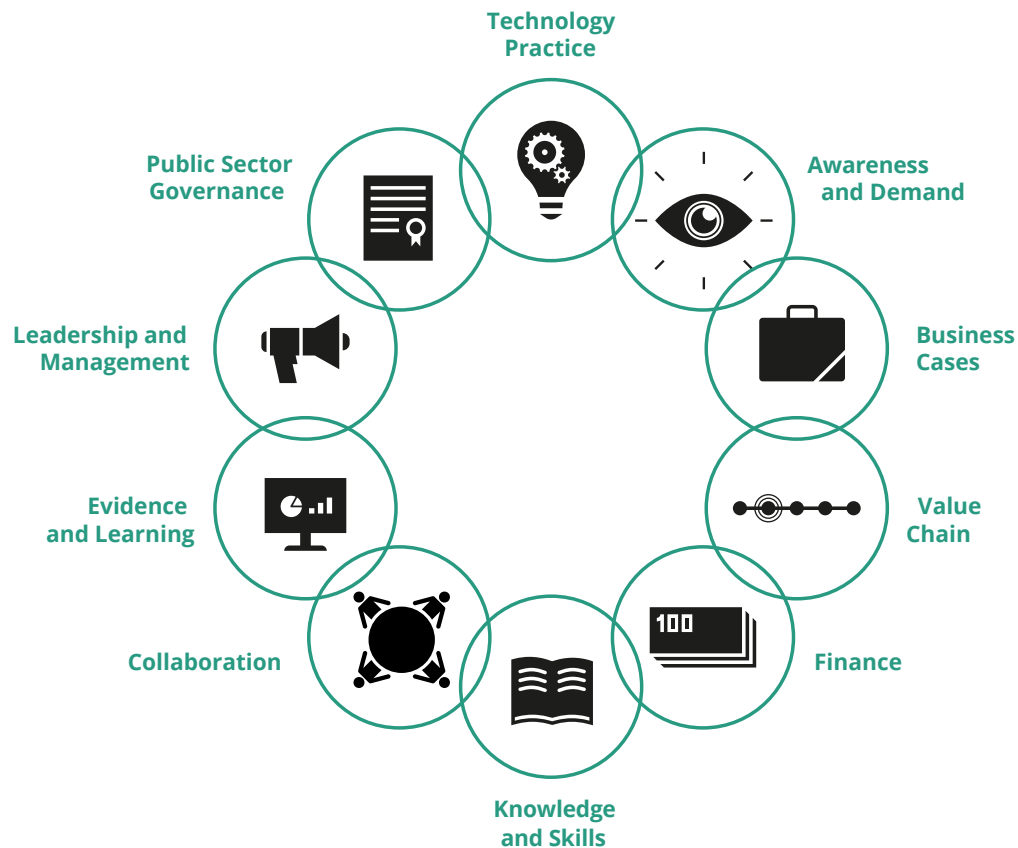 Technology
Practice
Awareness
and Demand
Business
Cases
Value
Chain
100
Finance
Knowledge
and Skills
Collaboration
Evidence
and Learning
Leadership and
Management
Public Sector
Governance